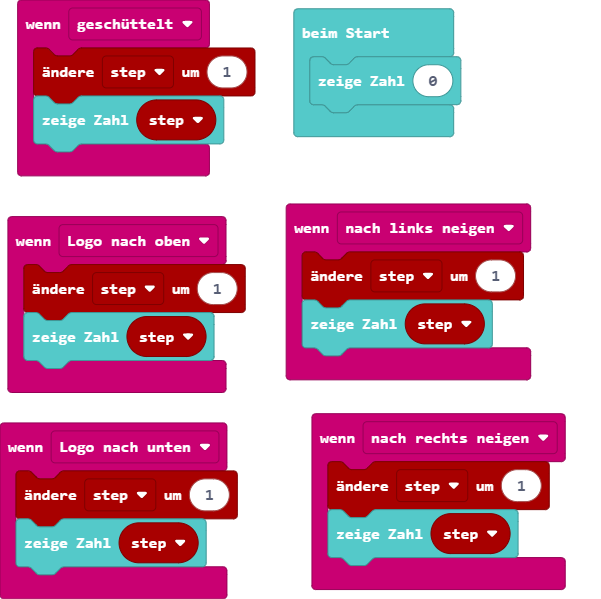 wenn geschüttelt
ändere step um 1
zeige Zahl step
beim Start
zeige Zahl 0
wenn Logo nach oben
ändere step um 1
zeige Zahl step
wenn nach links neigen
ändere step um 1
zeige Zahl step
wenn Logo nach unten
ändere step um 1
zeige Zahl step
wenn nach rechts neigen
ändere step um 1
zeige Zahl step